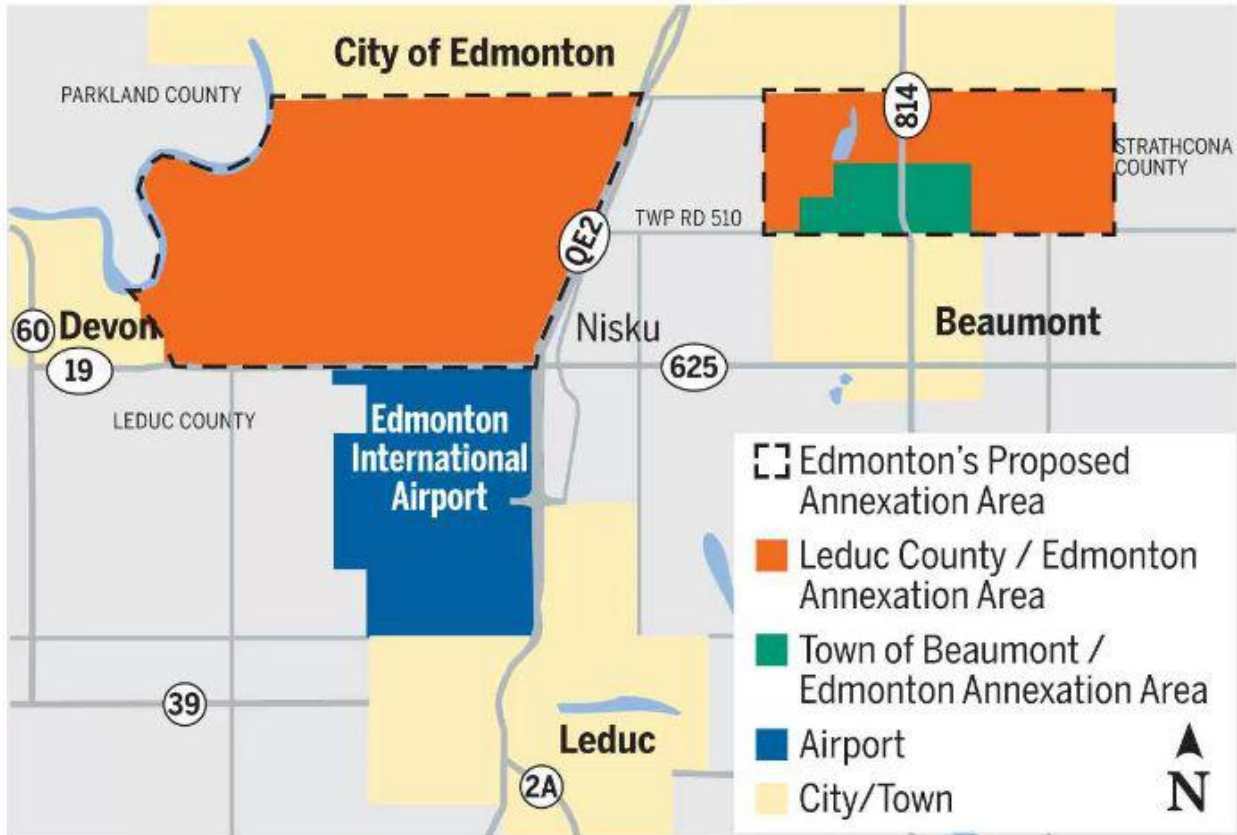 City of Edmonton
PARKLAND COUNTY
814
STRATHCONA
COUNTY
TWP RD 510
QE2
60
Devon
19
Nisku
Beaumont
625
LEDUC COUNTY
Edmonton
International
Airport
39
Leduc
2A
Edmonton's Proposed
Annexation Area
Leduc County / Edmonton
Annexation Area
Town of Beaumont /
Edmonton Annexation Area
Airport
City/Town
N